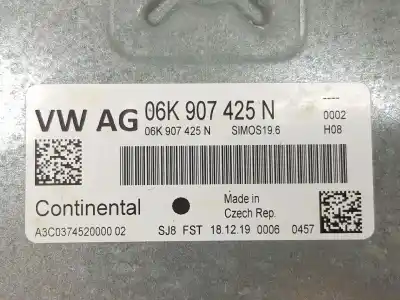 VW AG 06K 907 425 N ----
06K 907 425 N SIMOS19.6 0002
H08
Continental
Made in
Czech Rep.
A3C0374520000 02 SJ8 FST 18.12.19 0006 0457